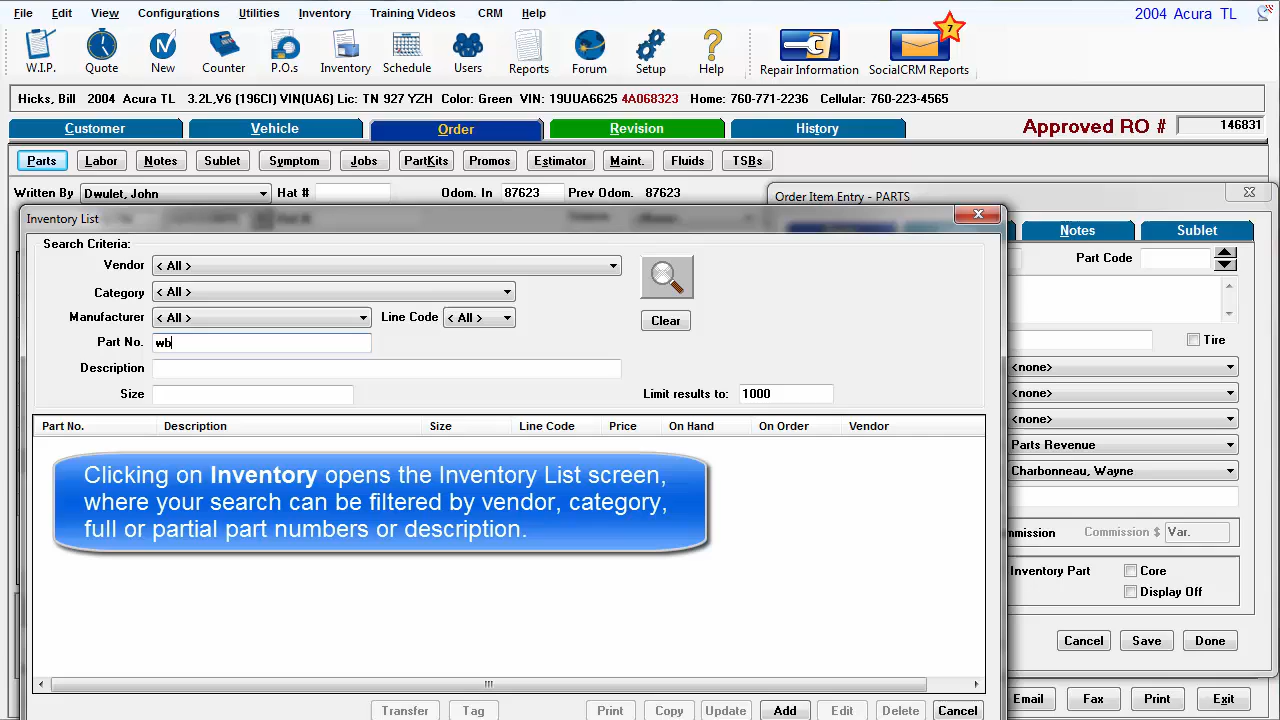 File Edit View Configurations Utilities Inventory Training Videos CRM Help 2004 Acura TL
7
W.I.P. Quote New Counter P.O.s Inventory Schedule Users Reports Forum Setup Help Repair Information SocialCRM Reports
Hicks, Bill 2004 Acura TL 3.2L,V6 (196CI) VIN(UA6) Lic: TN 927 YZH Color: Green VIN: 19UUA6625 4A068323 Home: 760-771-2236 Cellular: 760-223-4565
Customer Vehicle Order Revision History Approved RO # 146831
Parts Labor Notes Sublet Symptom Jobs PartKits Promos Estimator Maint. Fluids TSBs
Written By Dwulet, John Hat # Odom. In 87623 Prev Odom. 87623 Order Item Entry - PARTS
Inventory List
Notes Sublet
Search Criteria:
Vendor < All > Part Code
Category < All >
Manufacturer < All > Line Code < All > Clear
Part No. wb Tire
Description <none>
Size Limit results to: 1000 <none>
<none>
Part No. Description Size Line Code Price On Hand On Order Vendor
Parts Revenue
Charbonneau, Wayne
Clicking on Inventory opens the Inventory List screen,
where your search can be filtered by vendor, category,
full or partial part numbers or description.
mmission Commission $ Var.
Inventory Part Core
Display Off
Cancel Save Done
Email Fax Print Exit
Transfer Tag Print Copy Update Add Edit Delete Cancel